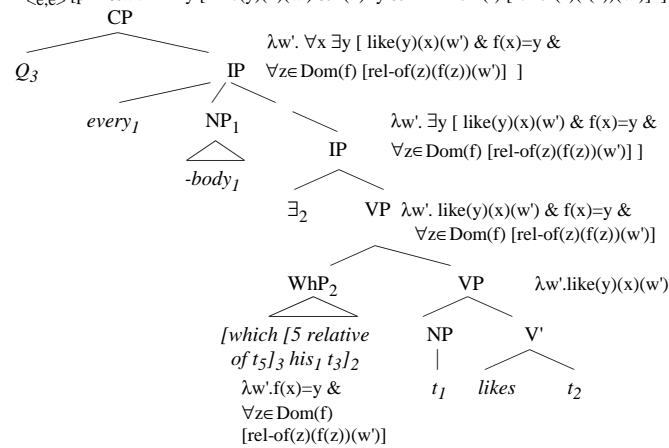 <e,e>
CP
λw'. ∀x ∃y [ like(y)(x)(w') & f(x)=y &
Q3 IP ∀z∈Dom(f) [rel-of(z)(f(z))(w')] ]
every1 NP1 λw'. ∃y [ like(y)(x)(w') & f(x)=y &
IP ∀z∈Dom(f) [rel-of(z)(f(z))(w')] ]
-body1
∃2 VP λw'. like(y)(x)(w') & f(x)=y &
∀z∈Dom(f) [rel-of(z)(f(z))(w')]
WhP2 VP λw'.like(y)(x)(w')
[which [5 relative NP V'
of t5]3 his1 t3]2
λw'.f(x)=y & t1 likes t2
∀z∈Dom(f)
[rel-of(z)(f(z))(w')]